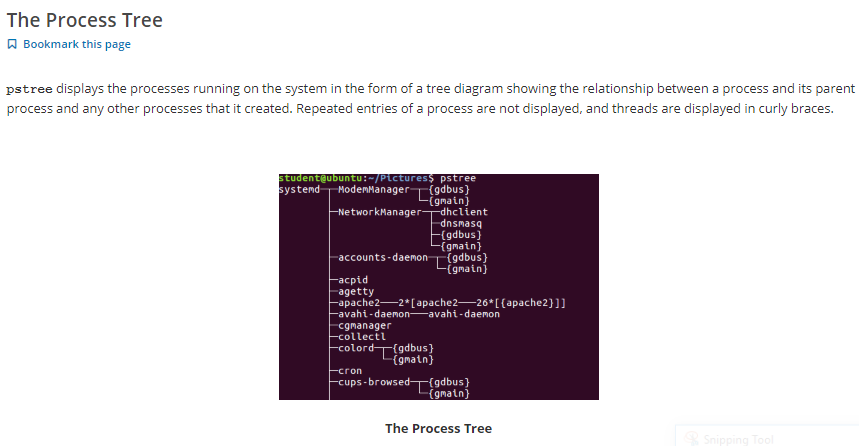 The Process Tree
Bookmark this page
pstree displays the processes running on the system in the form of a tree diagram showing the relationship between a process and its parent
process and any other processes that it created. Repeated entries of a process are not displayed, and threads are displayed in curly braces.
student@ubuntu:~/Pictures$ pstree
systemd─┬─ModemManager─┬─{gdbus}
└─{gmain}
├─NetworkManager─┬─dhclient
├─dnsmasq
├─{gdbus}
└─{gmain}
├─accounts-daemon─┬─{gdbus}
└─{gmain}
├─acpid
├─agetty
├─apache2───2*[apache2───26*[{apache2}]]
├─avahi-daemon───avahi-daemon
├─cgmanager
├─collectl
├─colord─┬─{gdbus}
└─{gmain}
├─cron
├─cups-browsed─┬─{gdbus}
└─{gmain}
The Process Tree
Snipping Tool